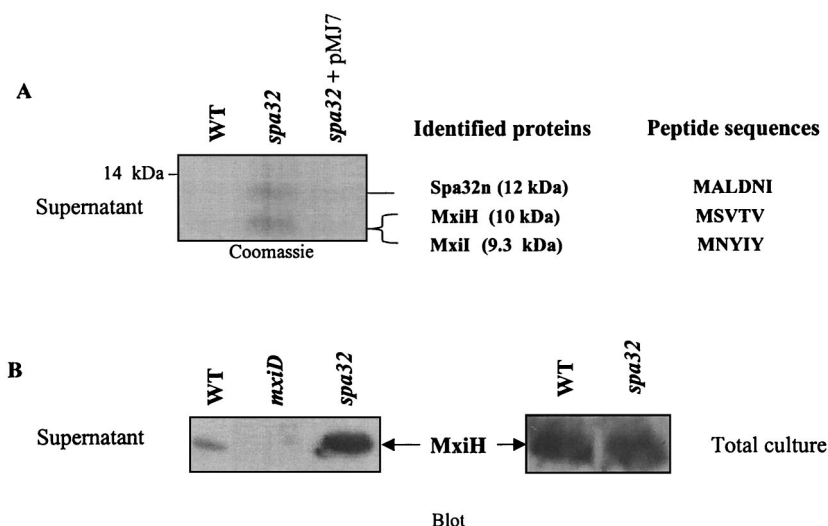 A
WT
spa32
spa32 + pMJ7
Identified proteins
Peptide sequences
14 kDa
Supernatant
Spa32n (12 kDa)
MALDNI
MxiH (10 kDa)
MSVTV
MxiI (9.3 kDa)
MNYIY
Coomassie
B
WT
mxiD
spa32
WT
spa32
Supernatant
MxiH
Total culture
Blot